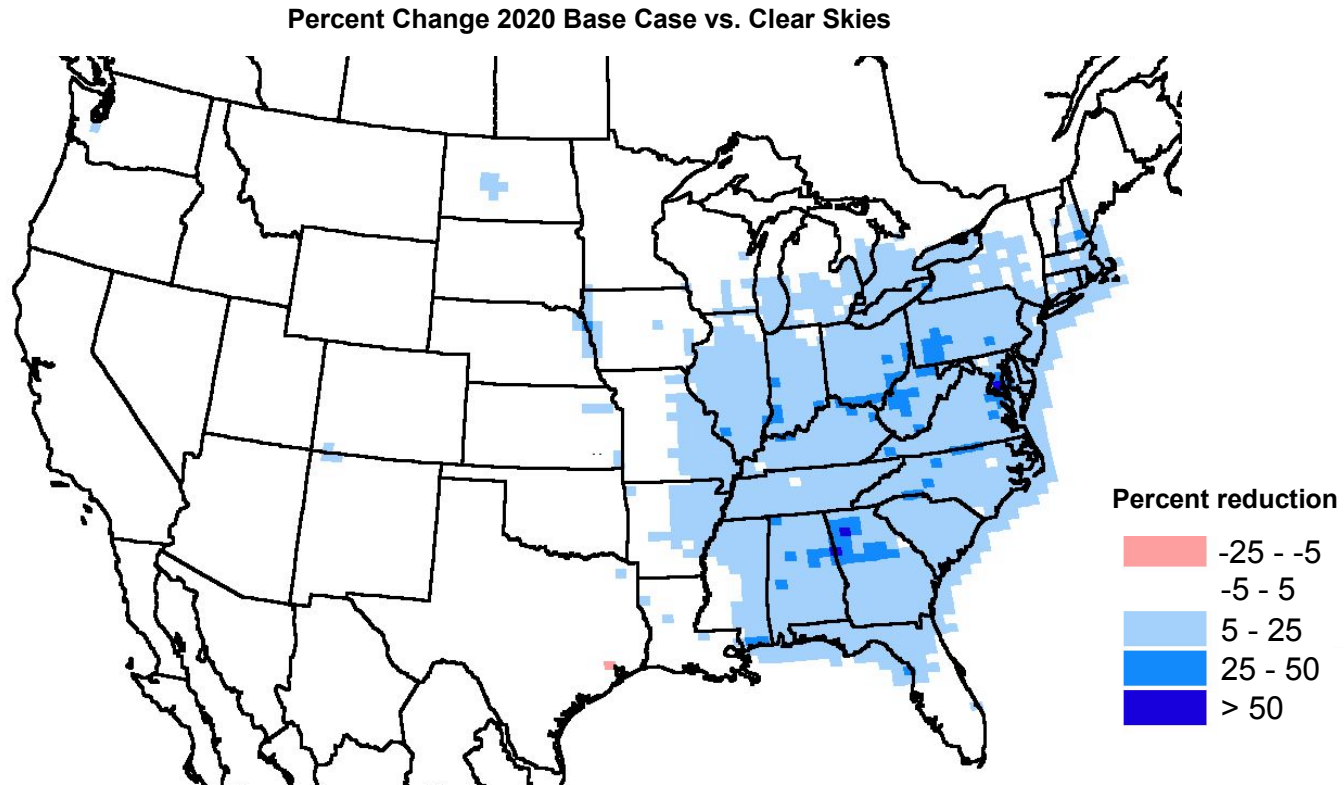 Percent Change 2020 Base Case vs. Clear Skies
Percent reduction
-25 - -5
-5 - 5
5 - 25
25 - 50
> 50